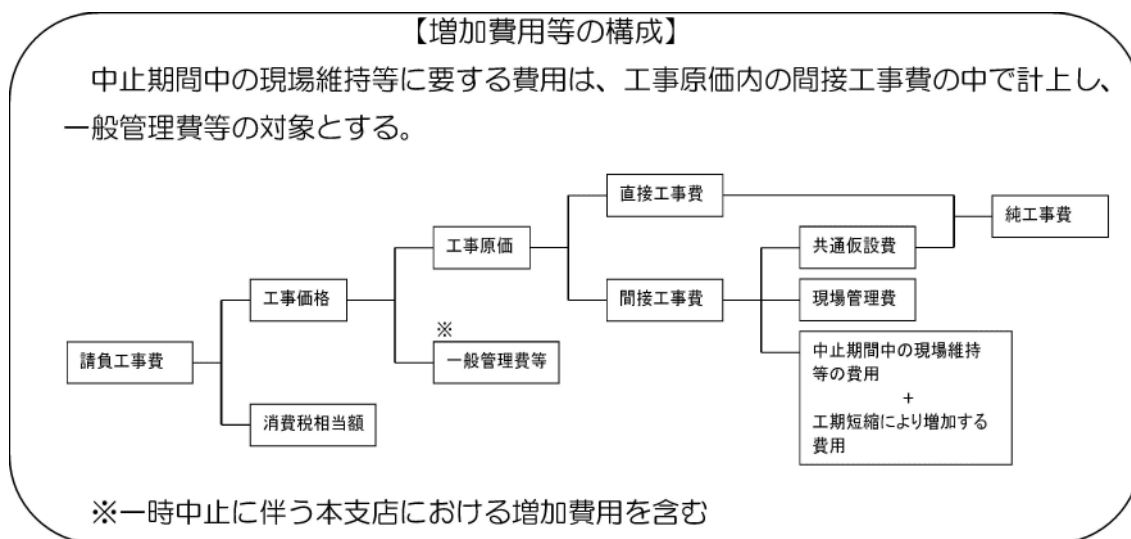 【増加費用等の構成】
中止期間中の現場維持等に要する費用は、工事原価内の間接工事費の中で計上し、
一般管理費等の対象とする。
直接工事費
純工事費
工事原価
共通仮設費
工事価格
間接工事費
現場管理費
※
請負工事費
一般管理費等
中止期間中の現場維持
等の費用
+
工期短縮により増加する
費用
消費税相当額
※一時中止に伴う本支店における増加費用を含む